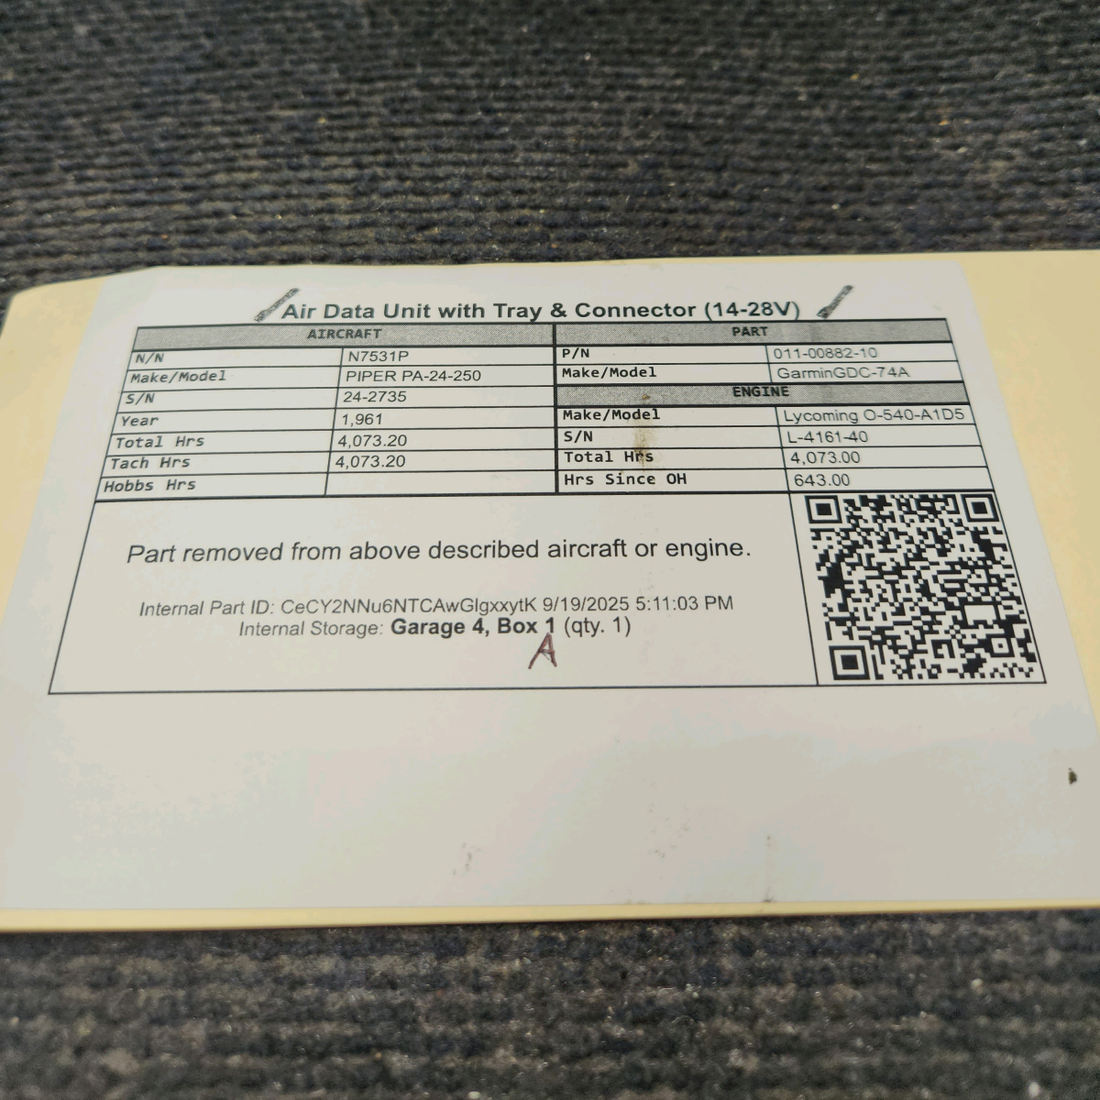 Air Data Unit with Tray & Connector (14-28V)
AIRCRAFT
N/N N7531P
Make/Model PIPER PA-24-250
S/N 24-2735
Year 1,961
Total Hrs 4,073.20
Tach Hrs 4,073.20
Hobbs Hrs
PART
P/N 011-00882-10
Make/Model GarminGDC-74A
ENGINE
Make/Model Lycoming O-540-A1D5
S/N L-4161-40
Total Hrs 4,073.00
Hrs Since OH 643.00
Part removed from above described aircraft or engine.
Internal Part ID: CeCY2NNu6NTCAwGlgxxytK 9/19/2025 5:11:03 PM
Internal Storage: Garage 4, Box 1 (qty. 1)
A